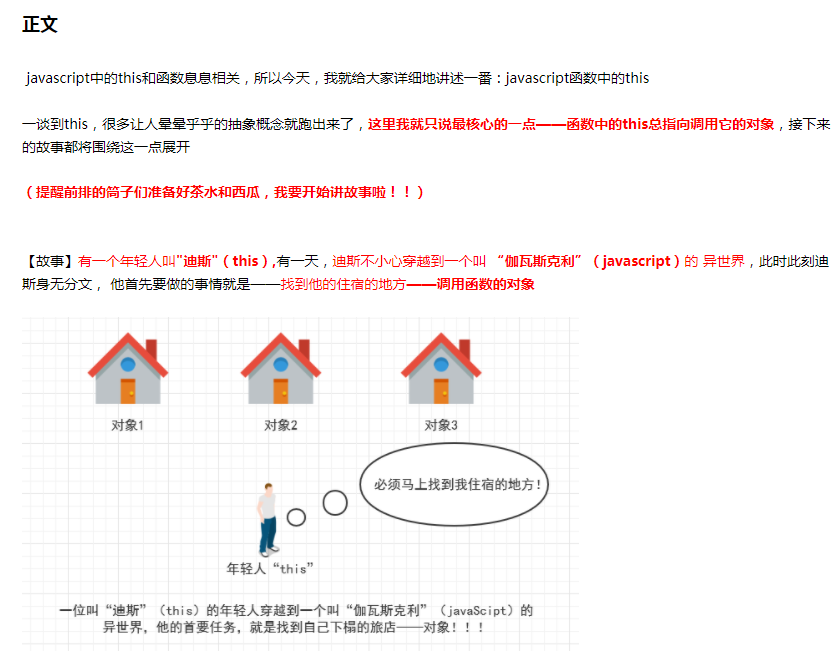 正文
javascript中的this和函数息息相关，所以今天，我就给大家详细地讲述一番：javascript函数中的this
一谈到this，很多让人晕晕乎乎的抽象概念就跑出来了，这里我就只说最核心的一点——函数中的this总指向调用它的对象，接下来
的故事都将围绕这一点展开
（提醒前排的筒子们准备好茶水和西瓜，我要开始讲故事啦！！）
【故事】有一个年轻人叫"迪斯"（this）,有一天，迪斯不小心穿越到一个叫 “伽瓦斯克利”（javascript）的 异世界，此时此刻迪
斯身无分文， 他首先要做的事情就是——找到他的住宿的地方——调用函数的对象
对象1 对象2 对象3
必须马上找到我住宿的地方！
年轻人“this”
一位叫“迪斯”（this）的年轻人穿越到一个叫“伽瓦斯克利”（javaScipt）的
异世界，他的首要任务，就是找到自己下榻的旅店——对象！！！